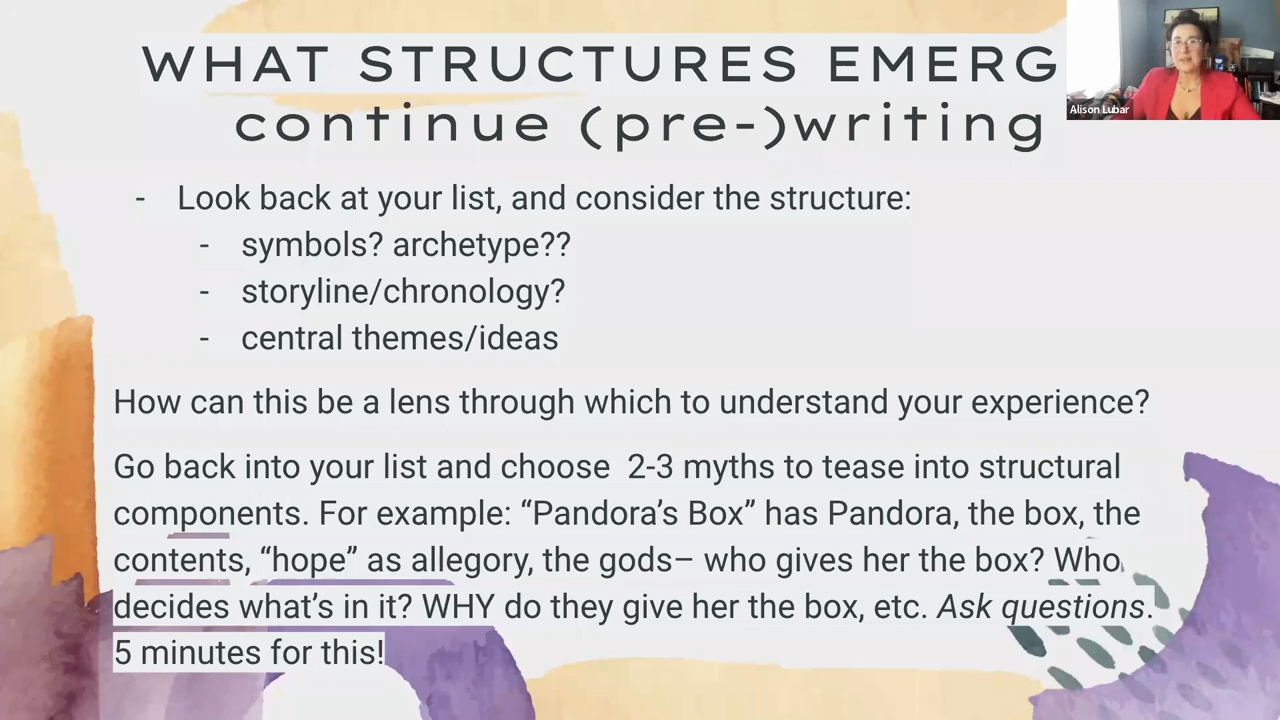 WHAT STRUCTURES EMERG
Alison Lubar
continue (pre-)writing
- Look back at your list, and consider the structure:
- symbols? archetype??
- storyline/chronology?
- central themes/ideas
How can this be a lens through which to understand your experience?
Go back into your list and choose  2-3 myths to tease into structural
components. For example: “Pandora’s Box” has Pandora, the box, the
contents, “hope” as allegory, the gods– who gives her the box? Who
decides what’s in it? WHY do they give her the box, etc. Ask questions.
5 minutes for this!